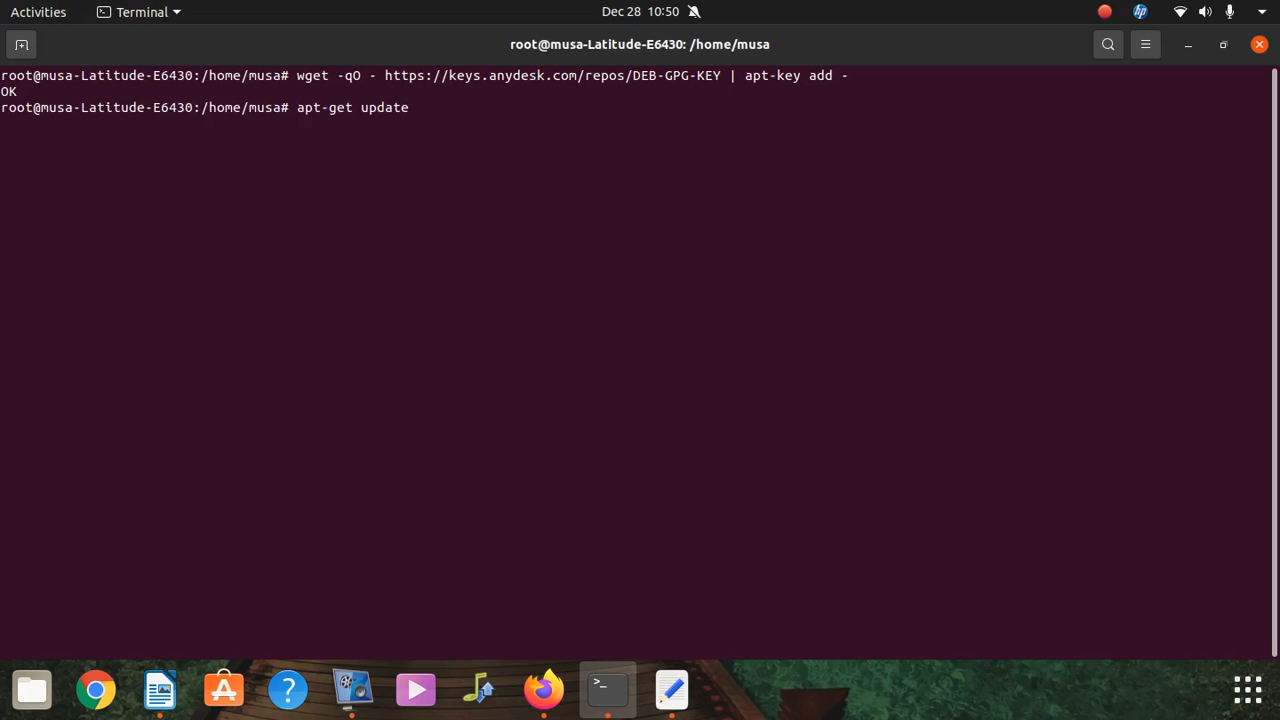 Activities
Terminal
Dec 28 10:50
root@musa-Latitude-E6430: /home/musa
root@musa-Latitude-E6430:/home/musa# wget -qO - https://keys.anydesk.com/repos/DEB-GPG-KEY | apt-key add -
OK
root@musa-Latitude-E6430:/home/musa# apt-get update